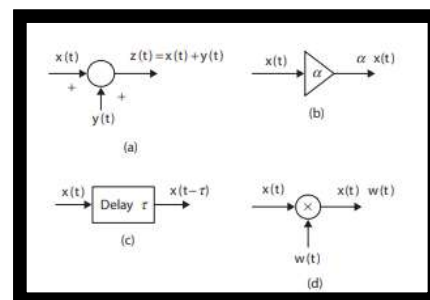 x(t)
z(t)=x(t)+y(t)
+
+
y(t)
(a)
x(t)
α
α x(t)
(b)
x(t)
Delay τ
x(t−τ)
(c)
x(t)
×
x(t) w(t)
w(t)
(d)